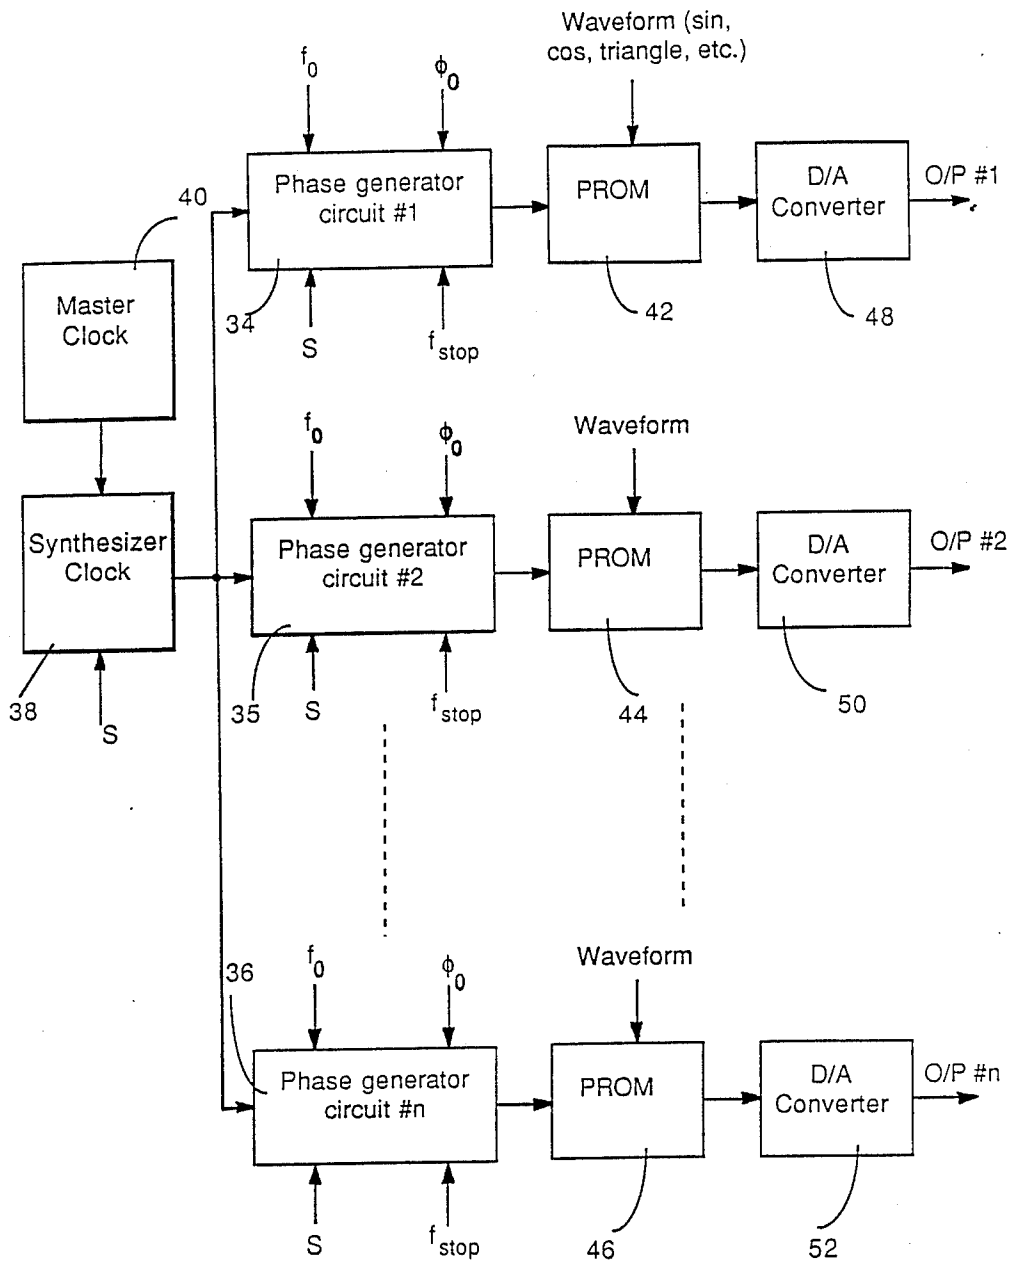 Waveform (sin,
cos, triangle, etc.)
f0
ϕ0
Phase generator
circuit #1
PROM
D/A
Converter
O/P #1
40
34
42
48
S
fstop
Master
Clock
f0
ϕ0
Waveform
Synthesizer
Clock
Phase generator
circuit #2
PROM
D/A
Converter
O/P #2
38
S
35
S
fstop
44
50
36
f0
ϕ0
Waveform
Phase generator
circuit #n
PROM
D/A
Converter
O/P #n
S
fstop
46
52